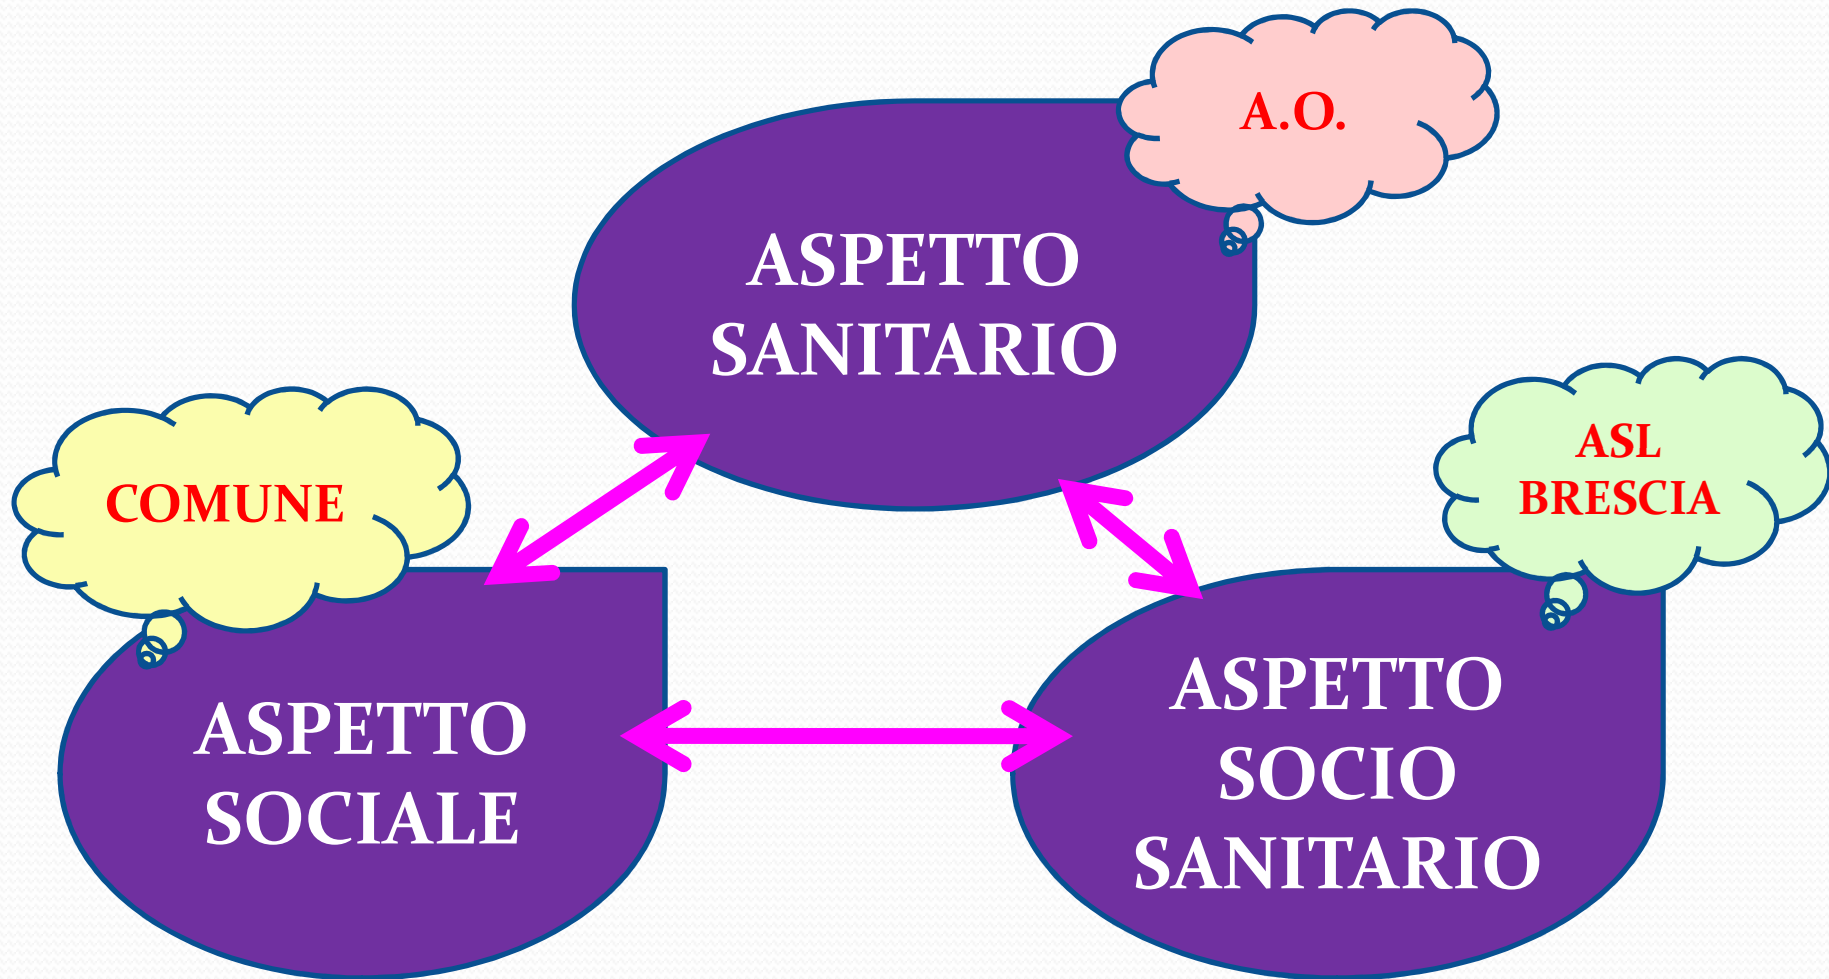 A.O.
ASPETTO
SANITARIO
COMUNE
ASL
BRESCIA
ASPETTO
SOCIALE
ASPETTO
SOCIO
SANITARIO